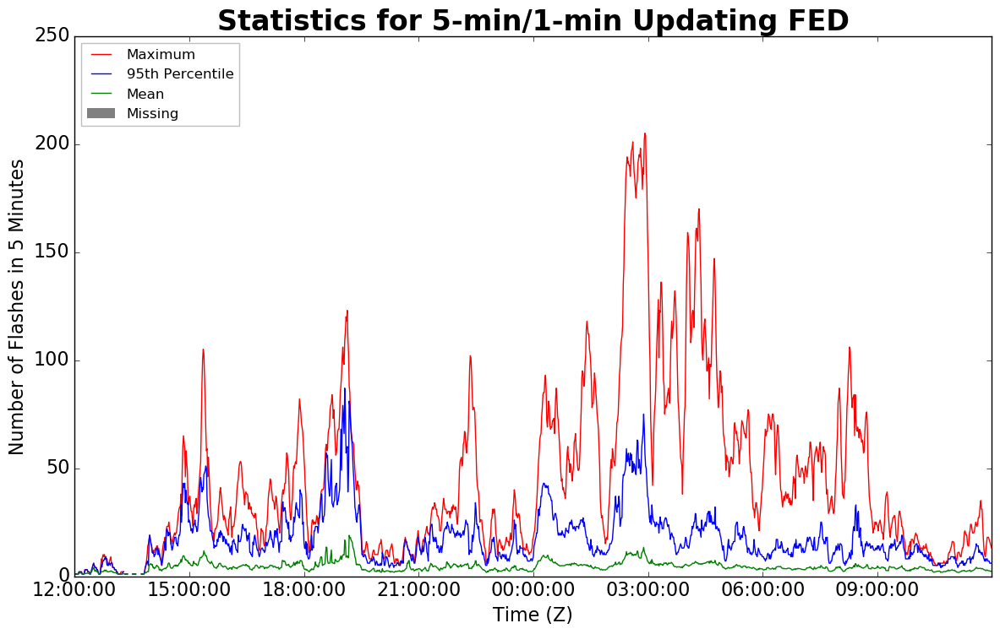 Statistics for 5-min/1-min Updating FED
Number of Flashes in 5 Minutes
250
200
150
100
50
0
Maximum
95th Percentile
Mean
Missing
12:00:00 15:00:00 18:00:00 21:00:00 00:00:00 03:00:00 06:00:00 09:00:00
Time (Z)